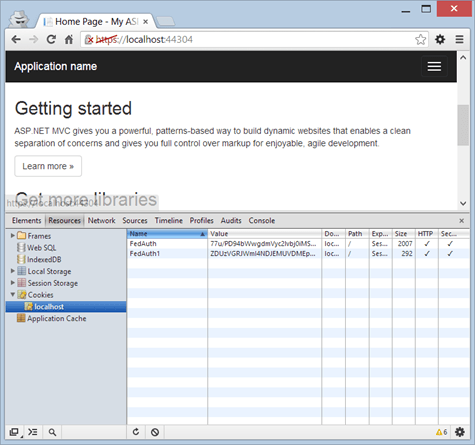 Home Page - My AS
https://localhost:44304
Application name
Getting started
ASP.NET MVC gives you a powerful, patterns-based way to build dynamic websites that enables a clean
separation of concerns and gives you full control over markup for enjoyable, agile development.
Learn more »
Get more libraries
https://localhost:44304
Elements Resources Network Sources Timeline Profiles Audits Console
Frames
Web SQL
IndexedDB
Local Storage
Session Storage
Cookies
localhost
Application Cache
Name Value Do... Path Exp... Size HTTP Sec...
FedAuth loc... / Ses... 2007 ✓ ✓
FedAuth1 loc... / Ses... 292 ✓ ✓
6